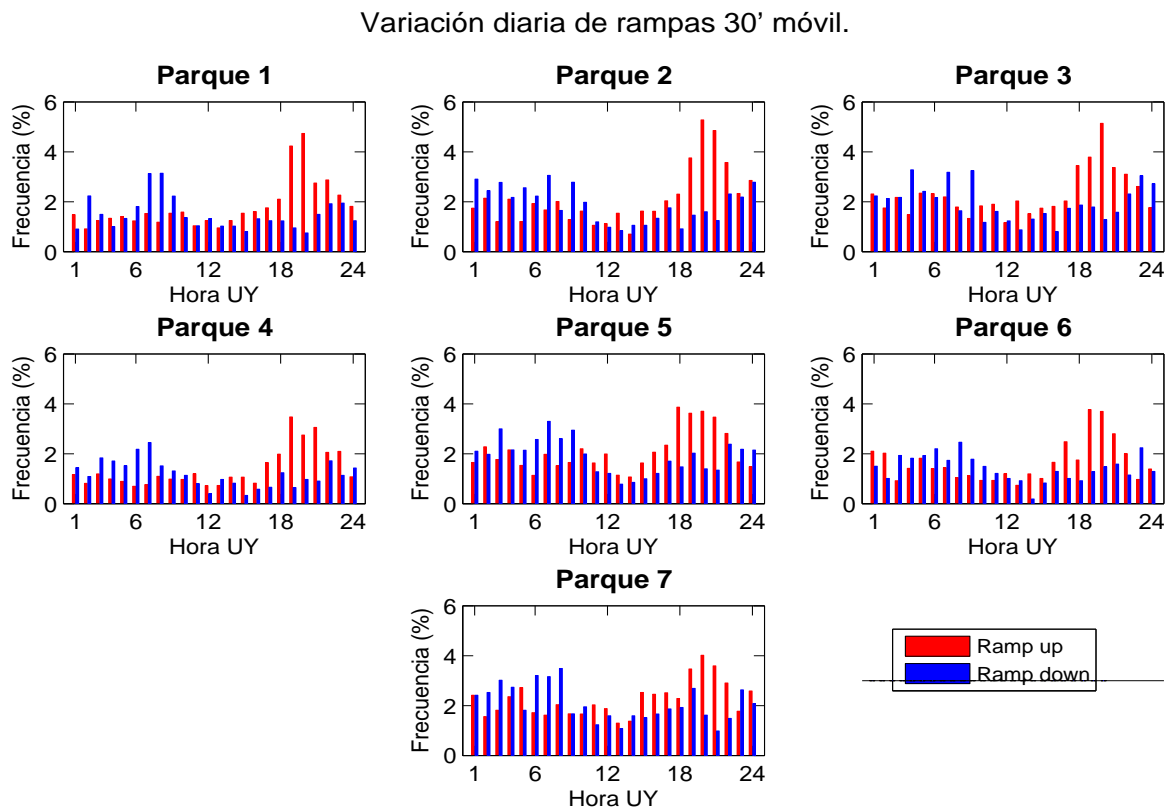 Variación diaria de rampas 30’ móvil.
Parque 1
Frecuencia (%)
6
4
2
0
1 6 12 18 24
Hora UY
Parque 2
Frecuencia (%)
6
4
2
0
1 6 12 18 24
Hora UY
Parque 3
Frecuencia (%)
6
4
2
0
1 6 12 18 24
Hora UY
Parque 4
Frecuencia (%)
6
4
2
0
1 6 12 18 24
Hora UY
Parque 5
Frecuencia (%)
6
4
2
0
1 6 12 18 24
Hora UY
Parque 6
Frecuencia (%)
6
4
2
0
1 6 12 18 24
Hora UY
Parque 7
Frecuencia (%)
6
4
2
0
1 6 12 18 24
Hora UY
Ramp up
Ramp down